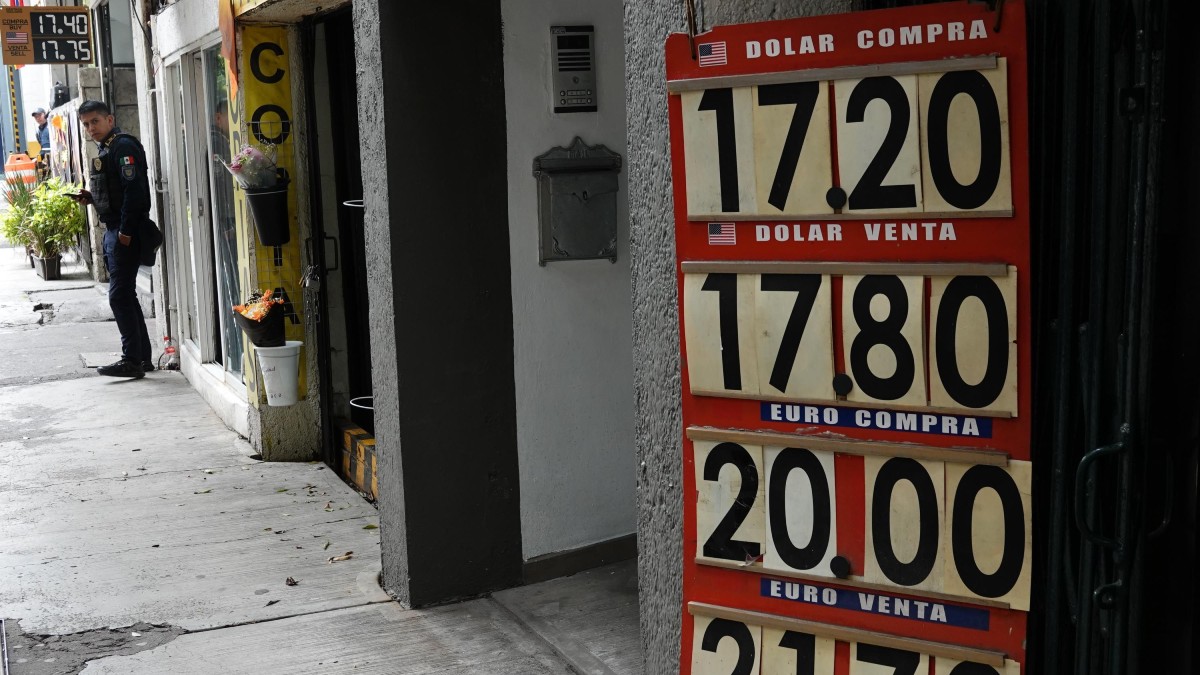 COMPRA 17.40
BUY
VENTA 17.75
SELL
DOLAR COMPRA
17.20
DOLAR VENTA
17.80
EURO COMPRA
20.00
EURO VENTA